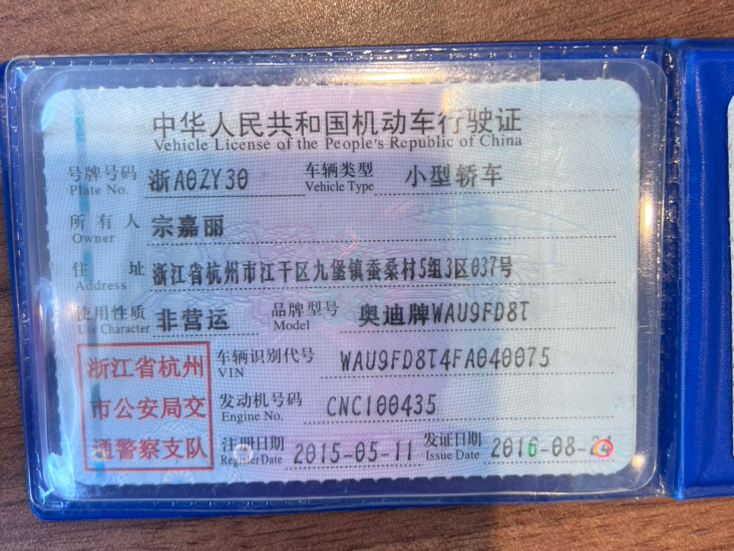 中华人民共和国机动车行驶证
Vehicle License of the People's Republic of China
号牌号码 浙A02Y30 车辆类型 小型轿车
Plate No. Vehicle Type
所有人 宗嘉丽
Owner
住址 浙江省杭州市江干区九堡镇蚕桑村5组3区037号
Address
使用性质 非营运 品牌型号 奥迪牌WAU9FD8T
Use Character Model
浙江省杭州 车辆识别代号 WAU9FD8T4FA040075
VIN
市公安局交 发动机号码 CNC100435
Engine No.
通警察支队 注册日期 2015-05-11 发证日期 2016-08-24
Register Date Issue Date